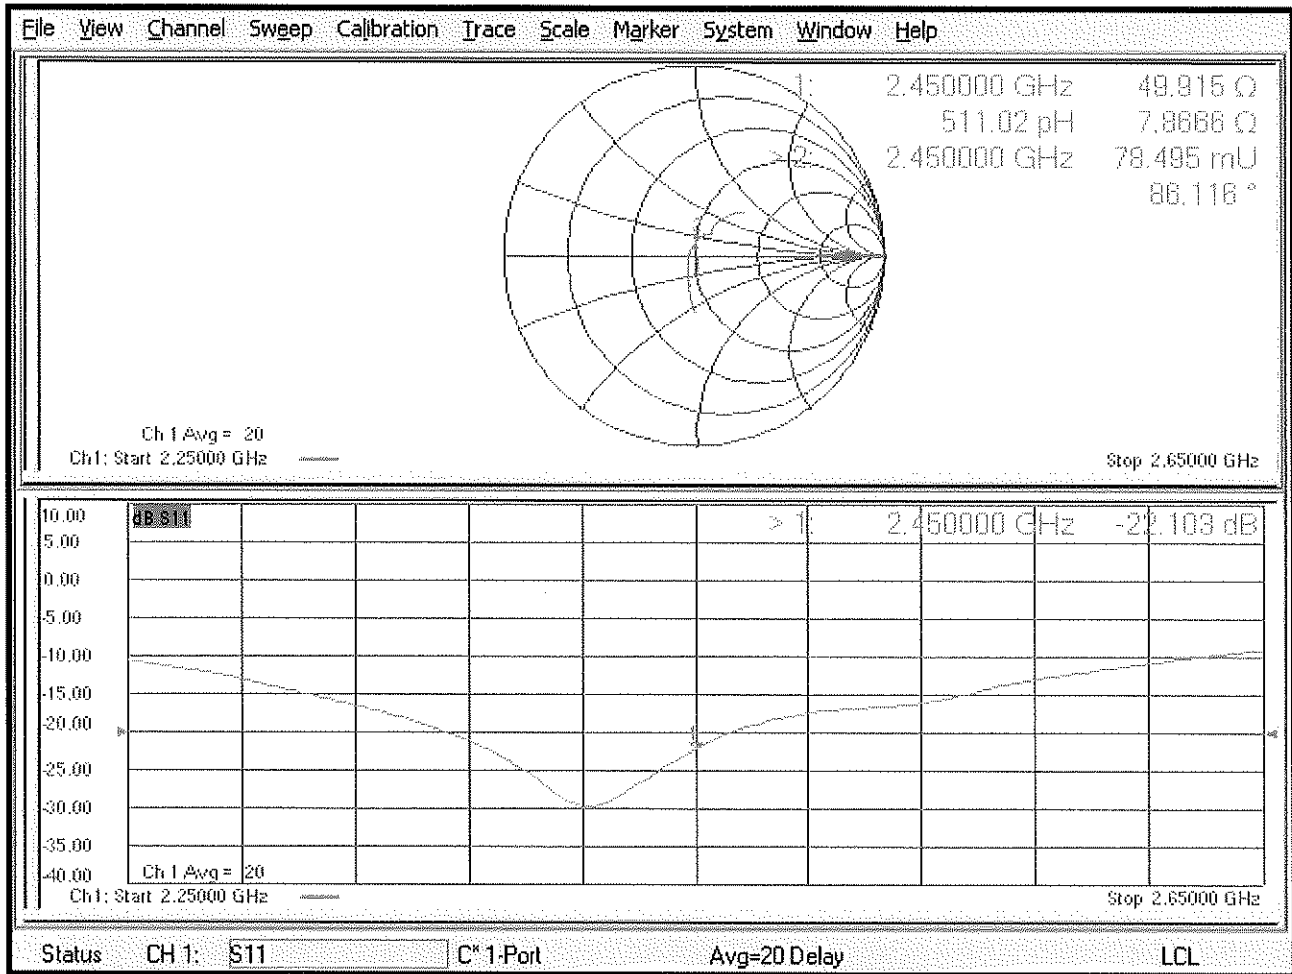 File View Channel Sweep Calibration Trace Scale Marker System Window Help
1: 2.450000 GHz 49.915 Ω
511.02 pH 7.8666 Ω
> 2: 2.450000 GHz 78.495 mU
86.116 °
Ch 1 Avg = 20
Ch1: Start 2.25000 GHz
Stop 2.65000 GHz
10.00
dB S11
> 1: 2.450000 GHz -22.103 dB
5.00
0.00
-5.00
-10.00
-15.00
-20.00
1
-25.00
-30.00
-35.00
-40.00
Ch 1 Avg = 20
Ch1: Start 2.25000 GHz
Stop 2.65000 GHz
Status CH 1: S11 C* 1-Port Avg=20 Delay LCL